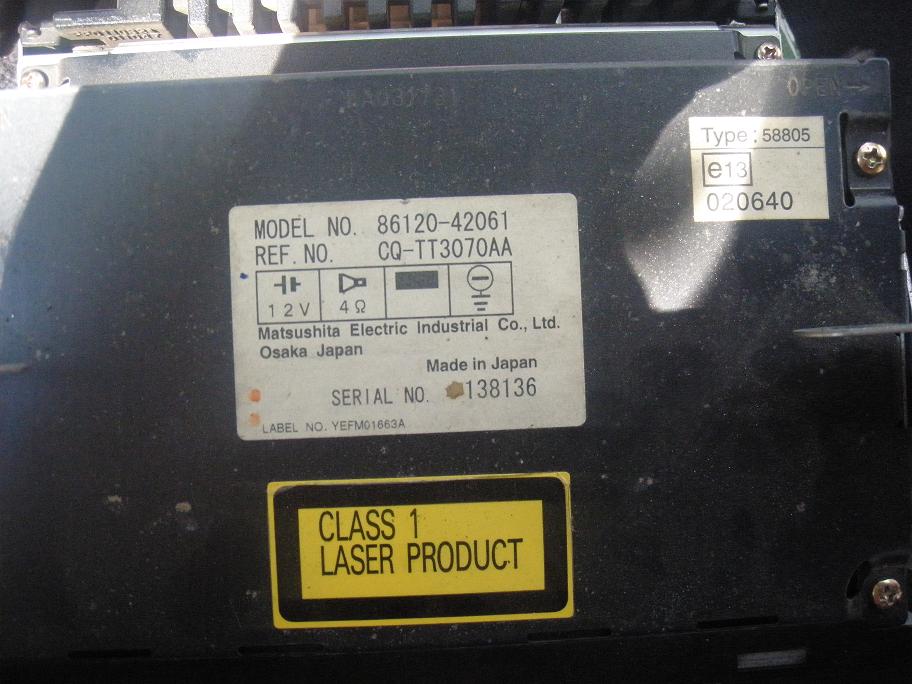 OPEN→
Type : 58805
e13
020640
MODEL NO. 86120-42061
REF. NO. CQ-TT3070AA
12V 4Ω
Matsushita Electric Industrial Co., Ltd.
Osaka Japan
Made in Japan
SERIAL NO. 138136
LABEL NO. YEFM01663A
CLASS 1
LASER PRODUCT